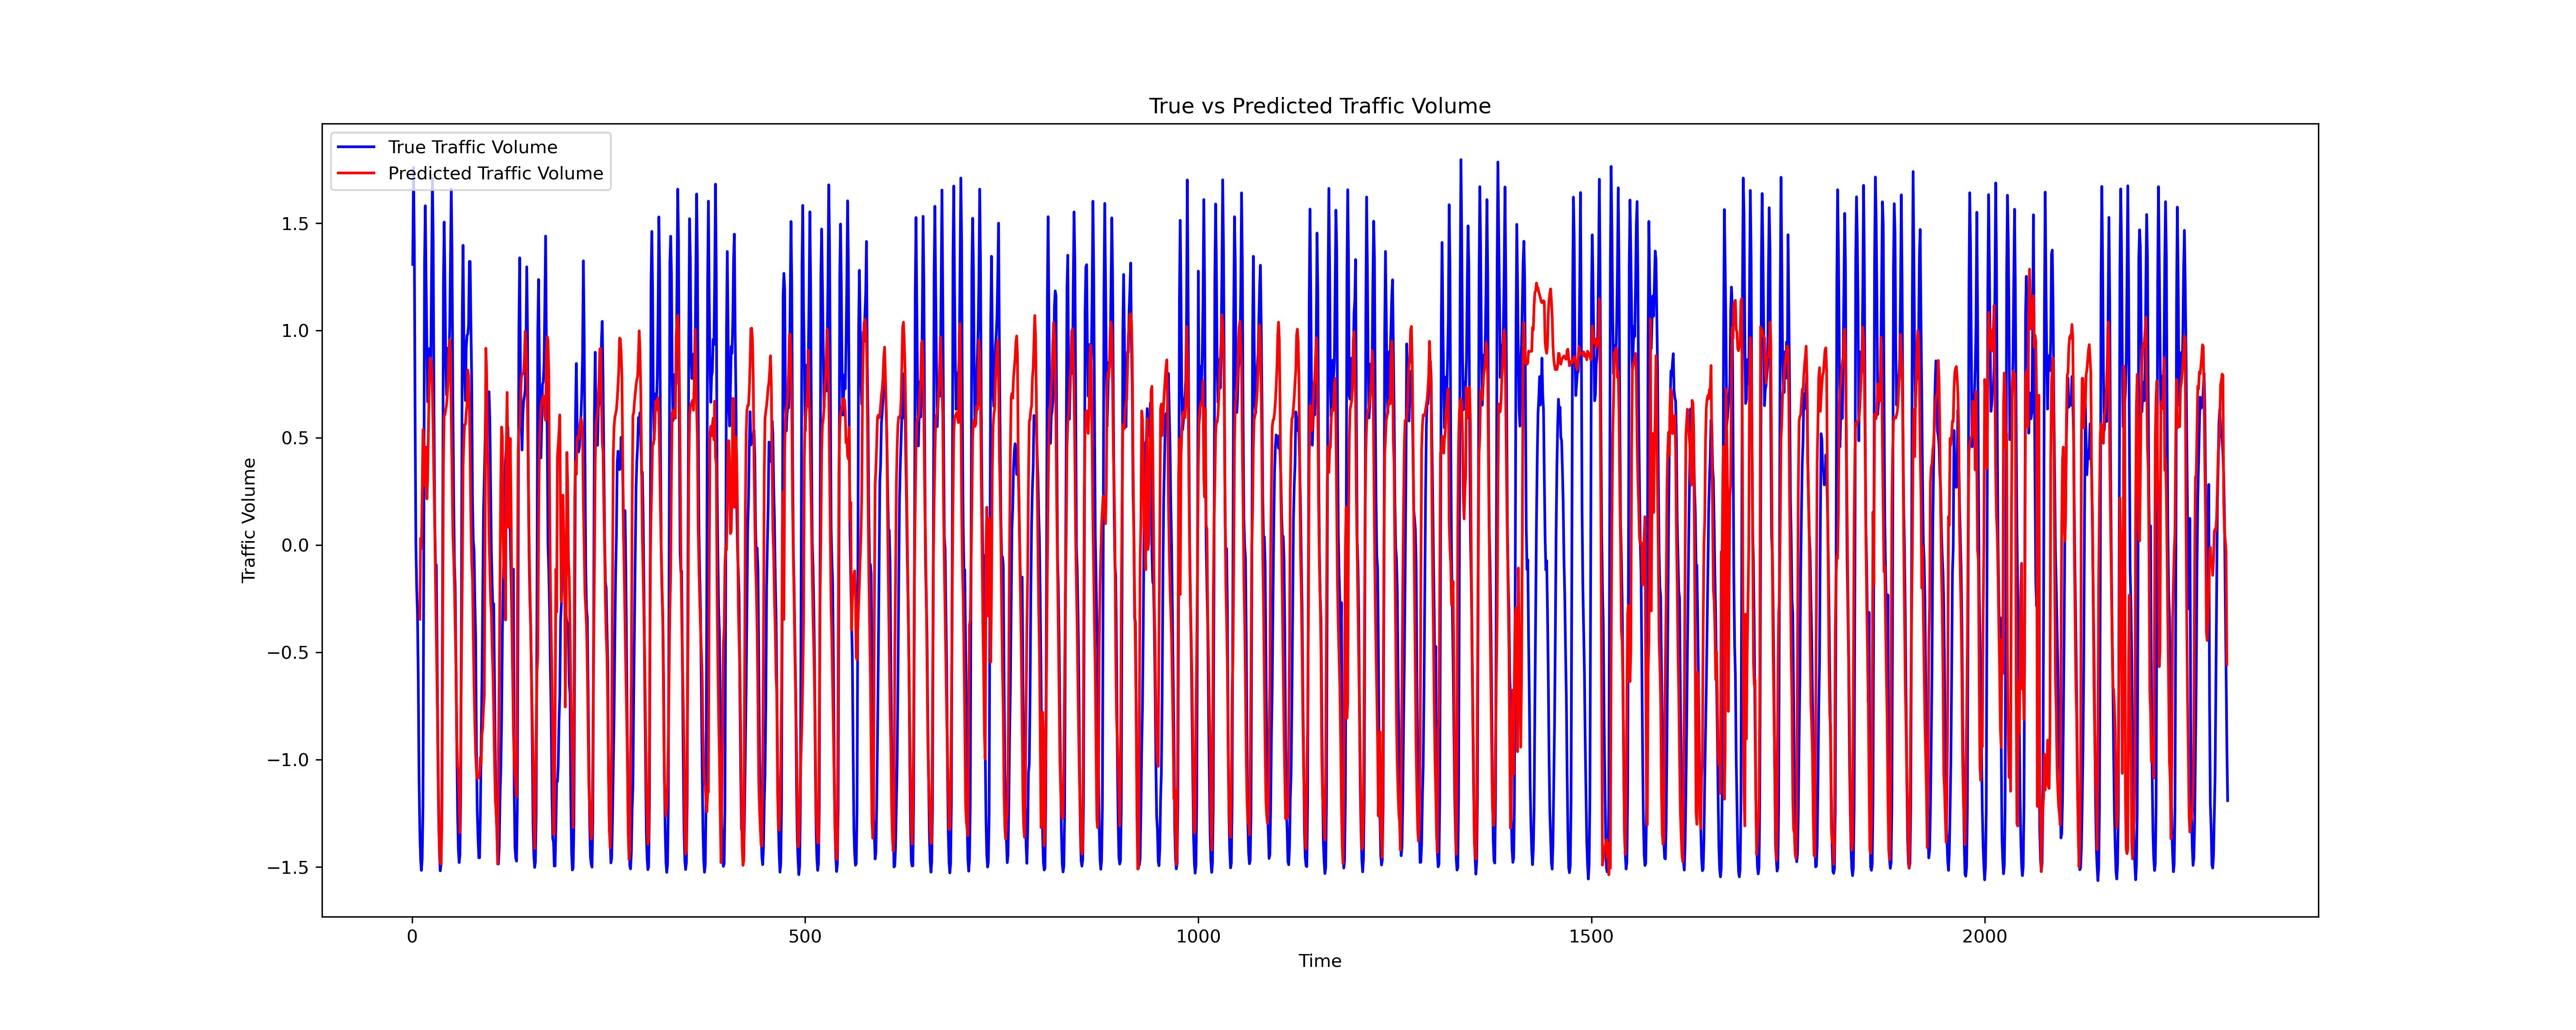 True vs Predicted Traffic Volume
True Traffic Volume
Predicted Traffic Volume
1.5
1.0
0.5
0.0
−0.5
−1.0
−1.5
Traffic Volume
0
500
1000
1500
2000
Time